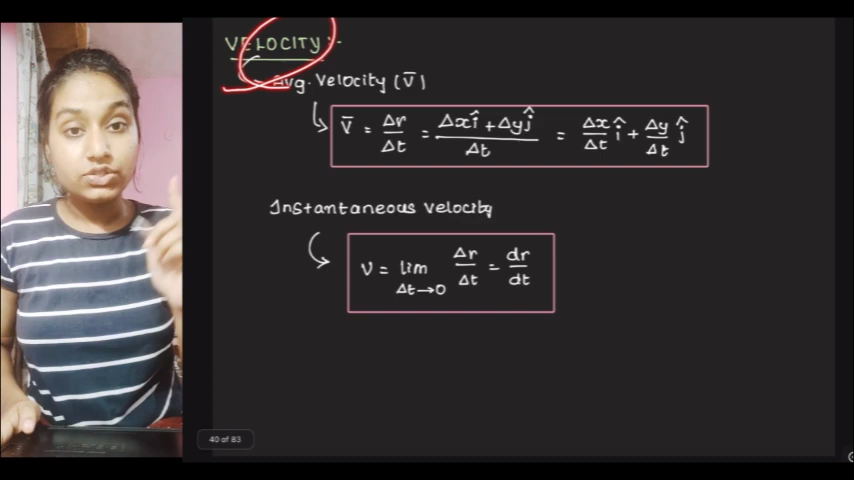 VELOCITY :-
Avg. Velocity (V̅)
V̅ = Δr/Δt = (Δxî + Δyĵ)/Δt = Δx/Δt î + Δy/Δt ĵ
Instantaneous Velocity
V = lim Δt→0 Δr/Δt = dr/dt
40 of 83